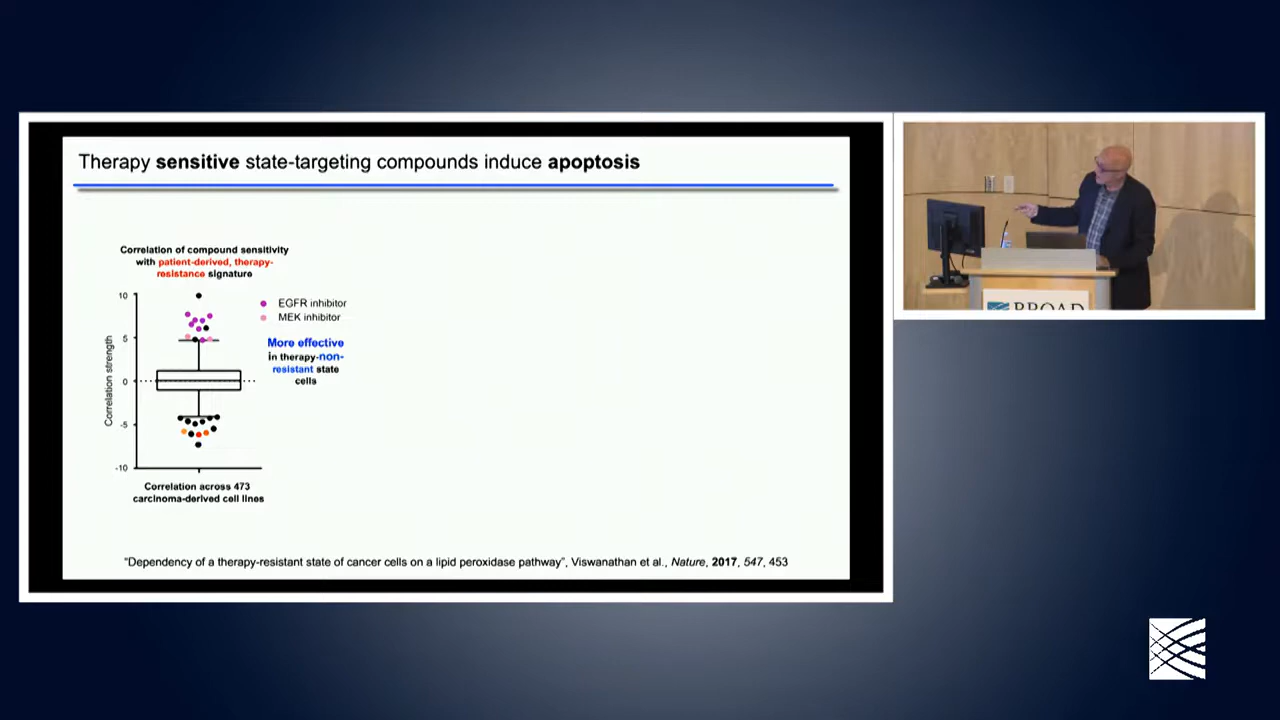 Therapy sensitive state-targeting compounds induce apoptosis
Correlation of compound sensitivity
with patient-derived, therapy-
resistance signature
10
5
0
-5
-10
Correlation strength
EGFR inhibitor
MEK inhibitor
More effective
in therapy-non-
resistant state
cells
Correlation across 473
carcinoma-derived cell lines
"Dependency of a therapy-resistant state of cancer cells on a lipid peroxidase pathway", Viswanathan et al., Nature, 2017, 547, 453
BROAD